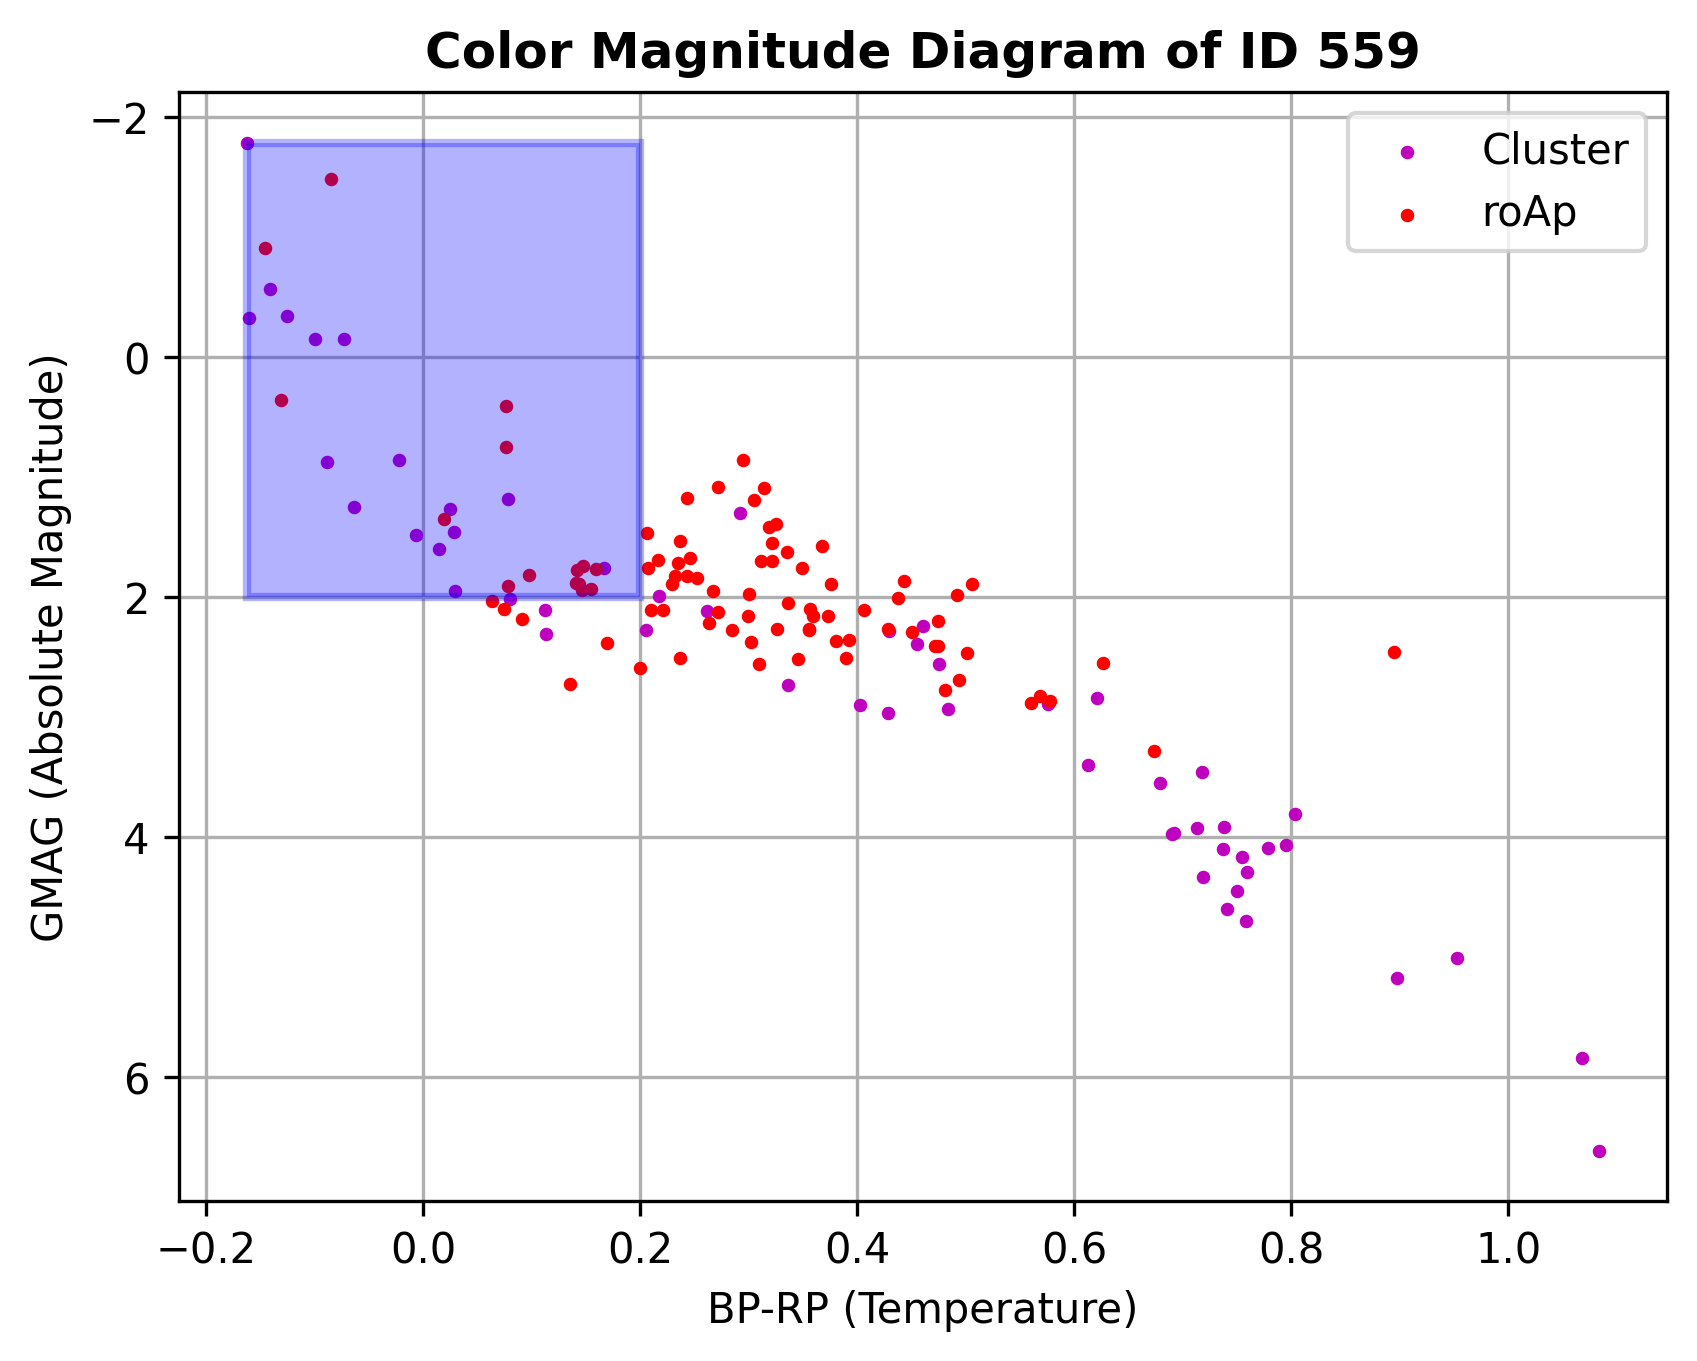 Color Magnitude Diagram of ID 559
Cluster
roAp
−2
0
2
4
6
GMAG (Absolute Magnitude)
−0.2 0.0 0.2 0.4 0.6 0.8 1.0
BP-RP (Temperature)